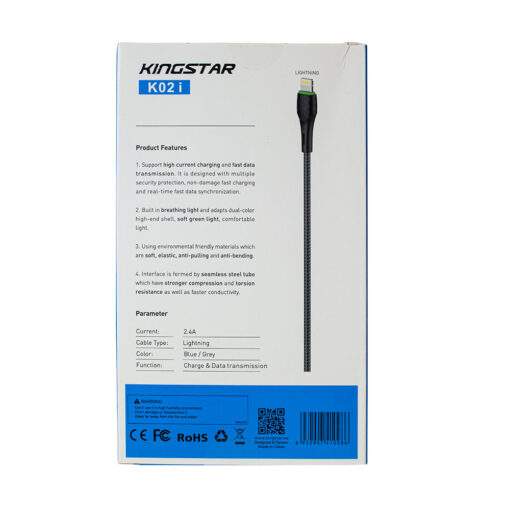 KINGSTAR
K02 i
LIGHTNING
Product Features
1. Support high current charging and fast data
transmission. It is designed with multiple
security protection, non-damage fast charging
and real-time fast data synchronization.
2. Built in breathing light and adapts dual-color
high-end shell, soft green light, comfortable
light.
3. Using environmental friendly materials which
are soft, elastic, anti-pulling and anti-bending.
4. Interface is formed by seamless steel tube
which have stronger compression and torsion
resistance as well as faster conductivity.
Parameter
Current: 2.4A
Cable Type: Lightning
Color: Blue / Grey
Function: Charge & Data transmission
WARNING
CE FC RoHS